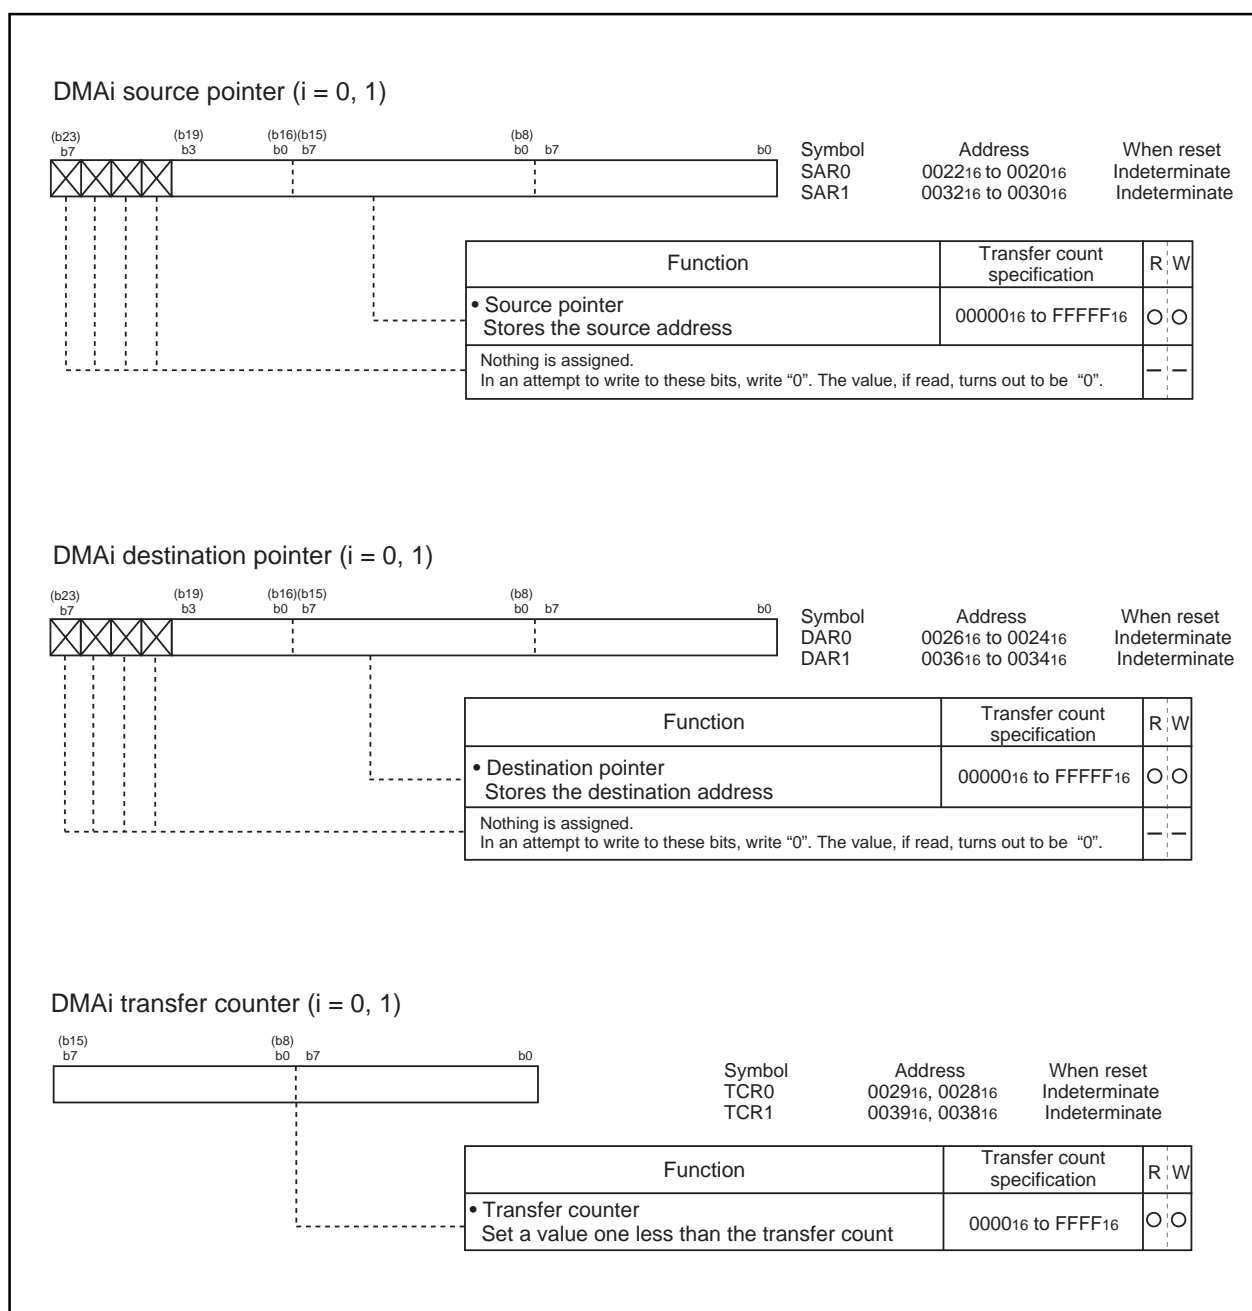 DMAi source pointer (i = 0, 1)
(b23) (b19) (b16)(b15) (b8)
b7 b3 b0 b7 b0 b7 b0
Symbol Address When reset
SAR0 002216 to 002016 Indeterminate
SAR1 003216 to 003016 Indeterminate
Function Transfer count specification R W
• Source pointer
Stores the source address
0000016 to FFFFF16
Nothing is assigned.
In an attempt to write to these bits, write “0”. The value, if read, turns out to be “0”.
DMAi destination pointer (i = 0, 1)
(b23) (b19) (b16)(b15) (b8)
b7 b3 b0 b7 b0 b7 b0
Symbol Address When reset
DAR0 002616 to 002416 Indeterminate
DAR1 003616 to 003416 Indeterminate
Function Transfer count specification R W
• Destination pointer
Stores the destination address
0000016 to FFFFF16
Nothing is assigned.
In an attempt to write to these bits, write “0”. The value, if read, turns out to be “0”.
DMAi transfer counter (i = 0, 1)
(b15) (b8)
b7 b0 b7 b0
Symbol Address When reset
TCR0 002916, 002816 Indeterminate
TCR1 003916, 003816 Indeterminate
Function Transfer count specification R W
• Transfer counter
Set a value one less than the transfer count
000016 to FFFF16